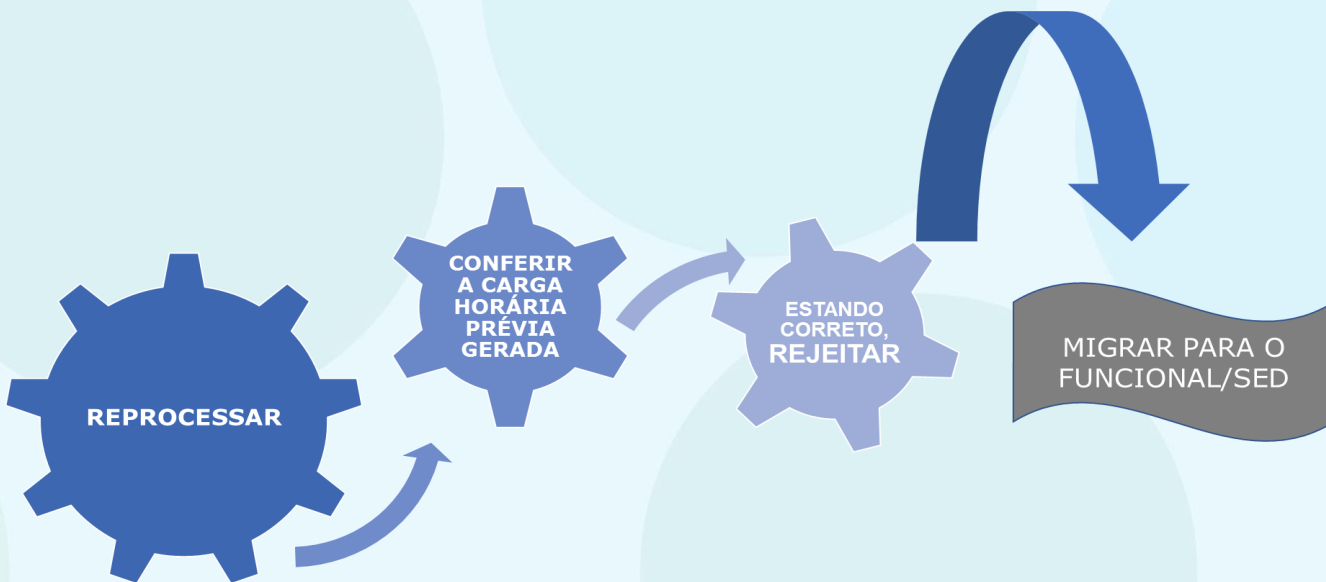 REPROCESSAR
CONFERIR
A CARGA
HORÁRIA
PRÉVIA
GERADA
ESTANDO
CORRETO,
REJEITAR
MIGRAR PARA O
FUNCIONAL/SED